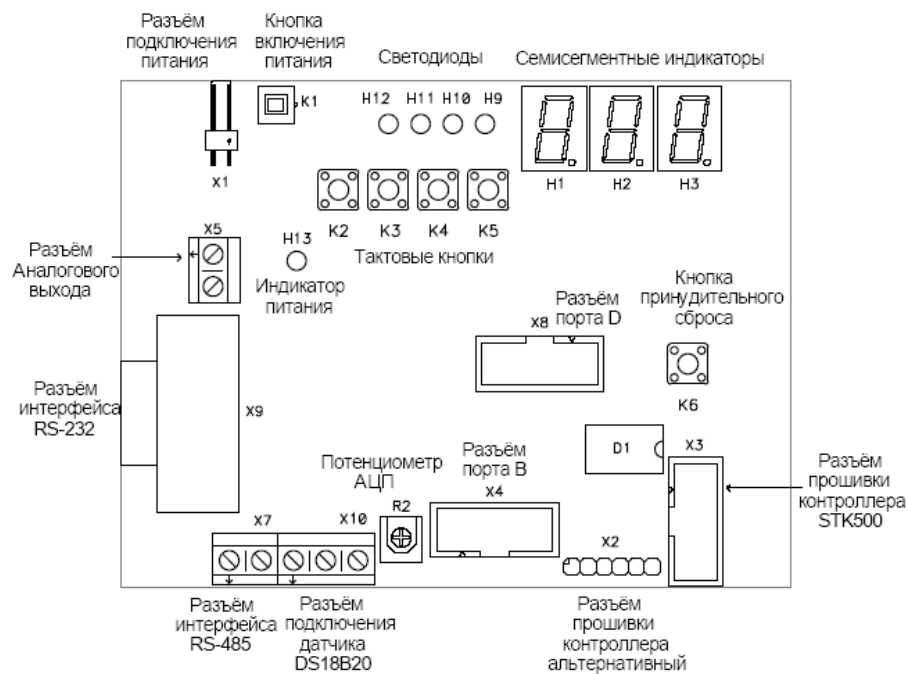 Разъём
подключения
питания
Кнопка
включения
питания
Светодиоды
Семисегментные индикаторы
K1
H12
H11
H10
H9
X1
H1
H2
H3
K2
K3
K4
K5
Тактовые кнопки
X5
H13
Разъём
Аналогового
выхода
Индикатор
питания
Кнопка
принудительного
сброса
Разъём
порта D
X8
K6
Разъём
интерфейса
RS-232
X9
D1
X3
Потенциометр
АЦП
Разъём
порта B
X4
Разъём
прошивки
контроллера
STK500
X7
X10
R2
X2
Разъём
интерфейса
RS-485
Разъём
подключения
датчика
DS18B20
Разъём
прошивки
контроллера
альтернативный